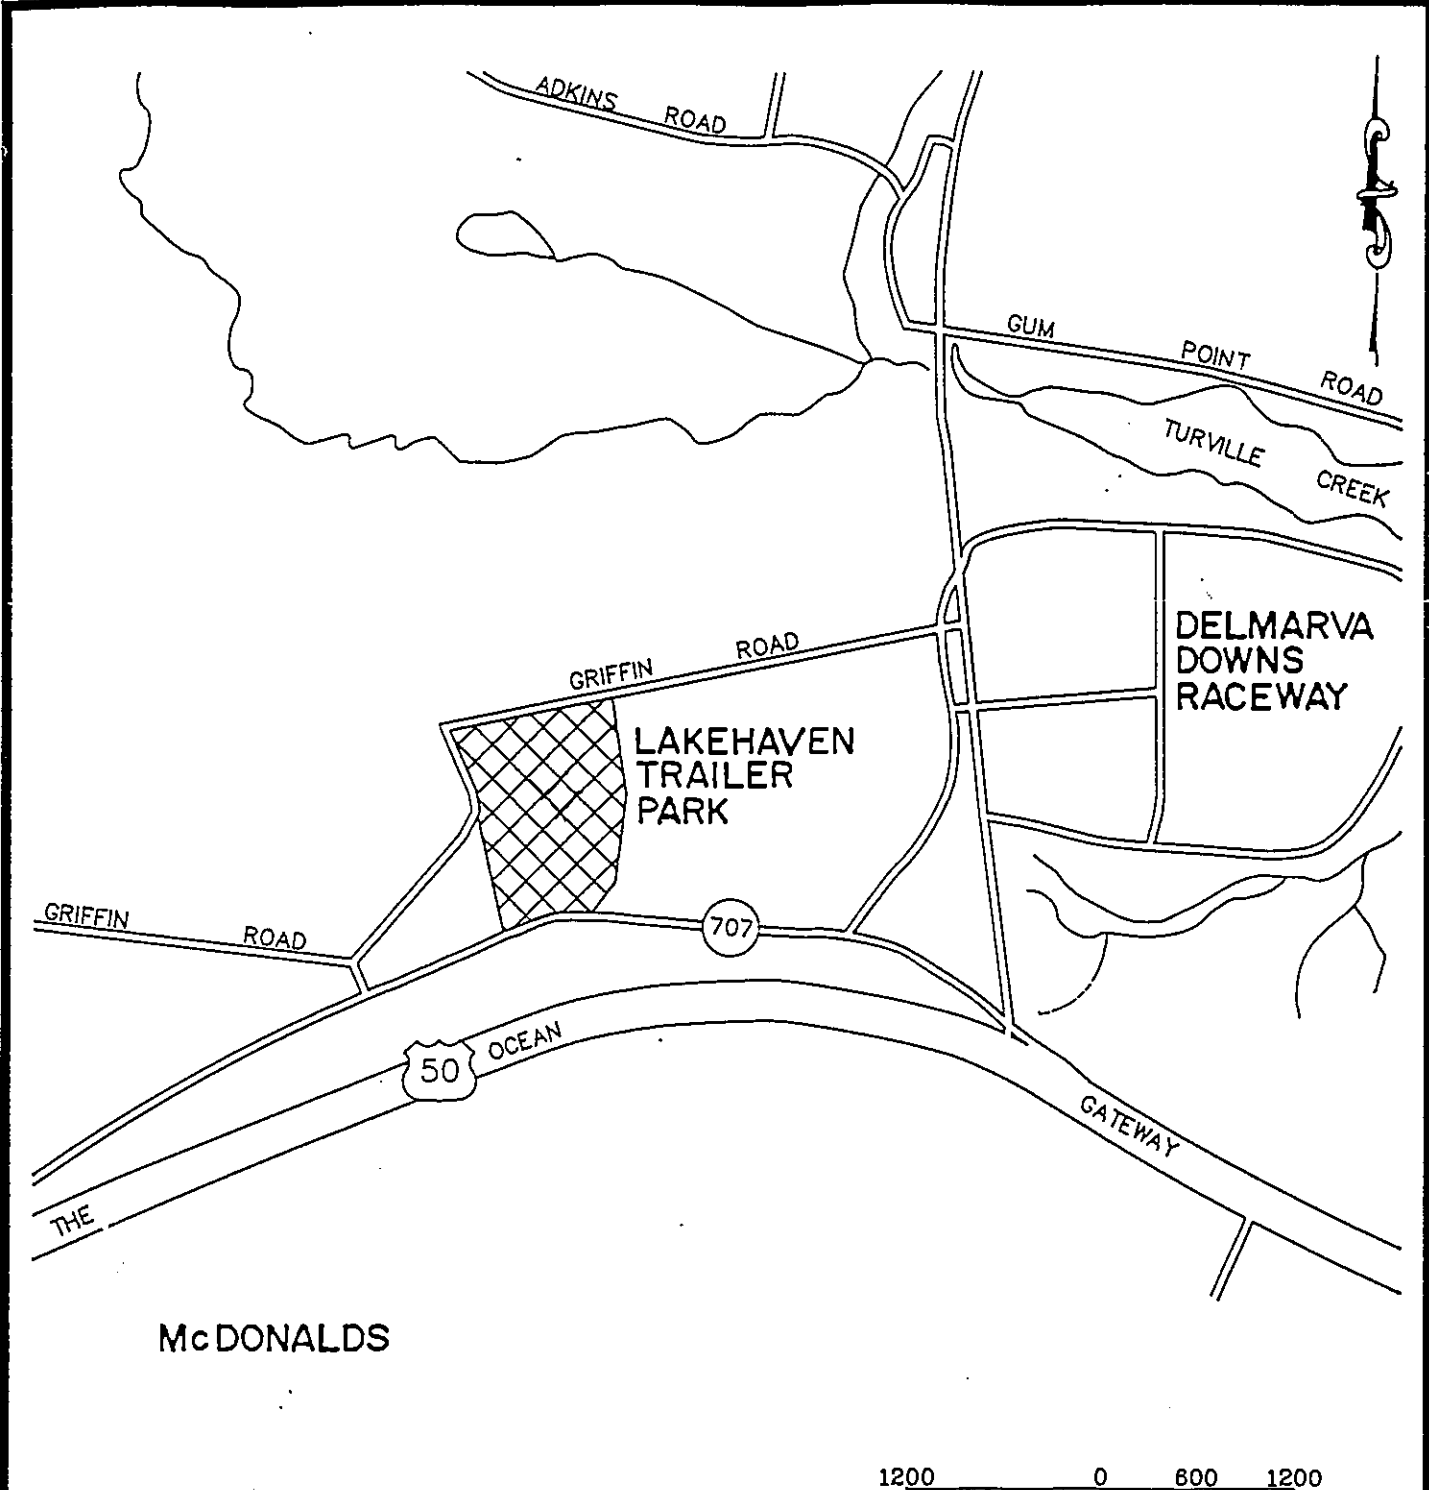 ADKINS ROAD
GUM POINT ROAD
TURVILLE CREEK
DELMARVA
DOWNS
RACEWAY
GRIFFIN ROAD
LAKEHAVEN
TRAILER
PARK
GRIFFIN ROAD
707
50
THE OCEAN GATEWAY
McDONALDS
1200 0 600 1200